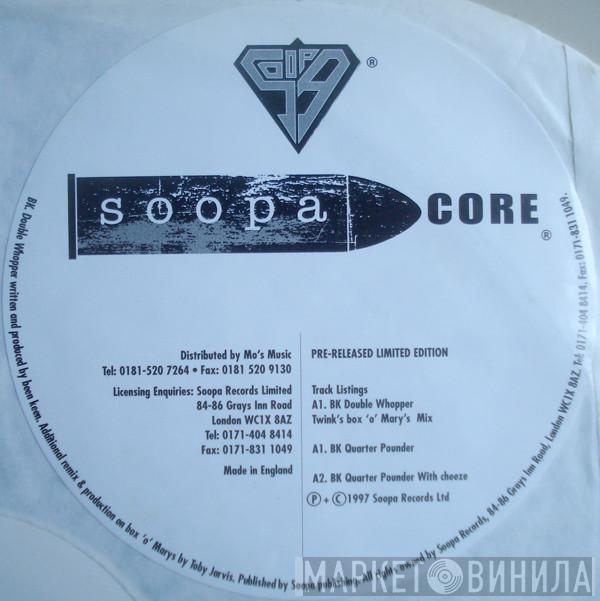 SOOPA
®
soopa CORE
®
Distributed by Mo's Music
Tel: 0181-520 7264 • Fax: 0181 520 9130
Licensing Enquiries: Soopa Records Limited
84-86 Grays Inn Road
London WC1X 8AZ
Tel: 0171-404 8414
Fax: 0171-831 1049
Made in England
PRE-RELEASED LIMITED EDITION
Track Listings
A1. BK Double Whopper
Twink's box 'o' Mary's Mix
A1. BK Quarter Pounder
A2. BK Quarter Pounder With cheeze
Ⓟ + Ⓒ 1997 Soopa Records Ltd
BK. Double Whopper written and produced by been keen. Additional remix & production on box 'o' Marys by Toby Jarvis. Published by Soopa publishing. All rights owned by Soopa Records, 84-86 Grays Inn Road, London WC1X 8AZ. Tel: 0171-404 8414. Fax: 0171-831 1049.
МАРКЕТ ВИНИЛА